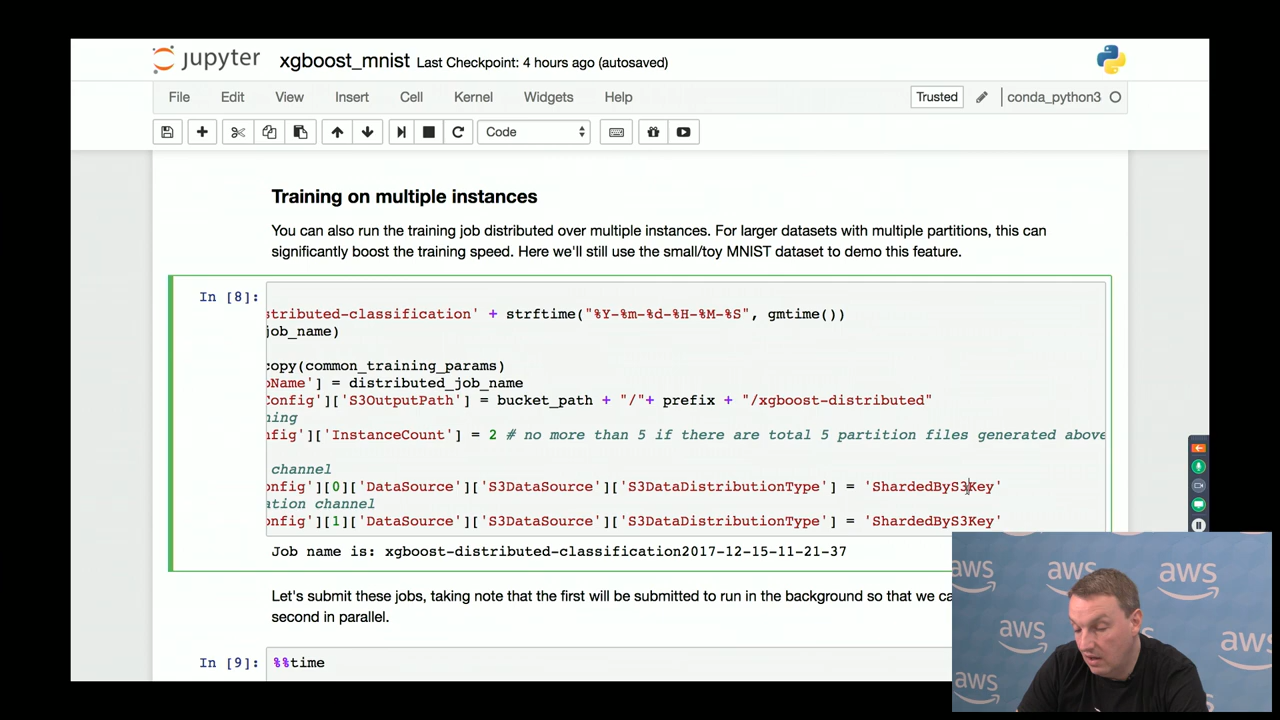 jupyter xgboost_mnist Last Checkpoint: 4 hours ago (autosaved)
File Edit View Insert Cell Kernel Widgets Help Trusted conda_python3
Code
Training on multiple instances
You can also run the training job distributed over multiple instances. For larger datasets with multiple partitions, this can
significantly boost the training speed. Here we'll still use the small/toy MNIST dataset to demo this feature.
In [8]:
stributed-classification' + strftime("%Y-%m-%d-%H-%M-%S", gmtime())
job_name)
copy(common_training_params)
bName'] = distributed_job_name
Config']['S3OutputPath'] = bucket_path + "/"+ prefix + "/xgboost-distributed"
ning
nfig']['InstanceCount'] = 2 # no more than 5 if there are total 5 partition files generated above
channel
onfig'][0]['DataSource']['S3DataSource']['S3DataDistributionType'] = 'ShardedByS3Key'
ation channel
onfig'][1]['DataSource']['S3DataSource']['S3DataDistributionType'] = 'ShardedByS3Key'
Job name is: xgboost-distributed-classification2017-12-15-11-21-37
Let's submit these jobs, taking note that the first will be submitted to run in the background so that we ca
second in parallel.
In [9]: %%time
aws aws
aws aws
aws